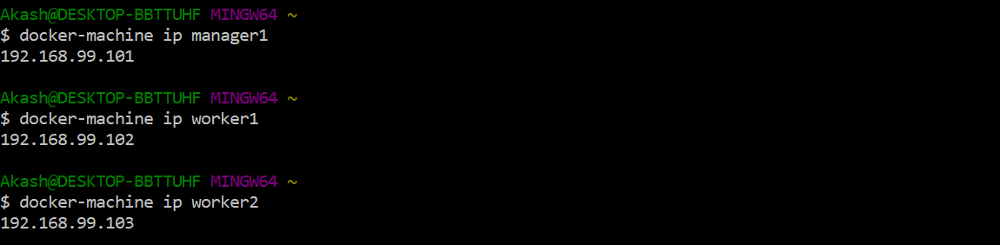 Akash@DESKTOP-BBTTUHF MINGW64 ~
$ docker-machine ip manager1
192.168.99.101
Akash@DESKTOP-BBTTUHF MINGW64 ~
$ docker-machine ip worker1
192.168.99.102
Akash@DESKTOP-BBTTUHF MINGW64 ~
$ docker-machine ip worker2
192.168.99.103